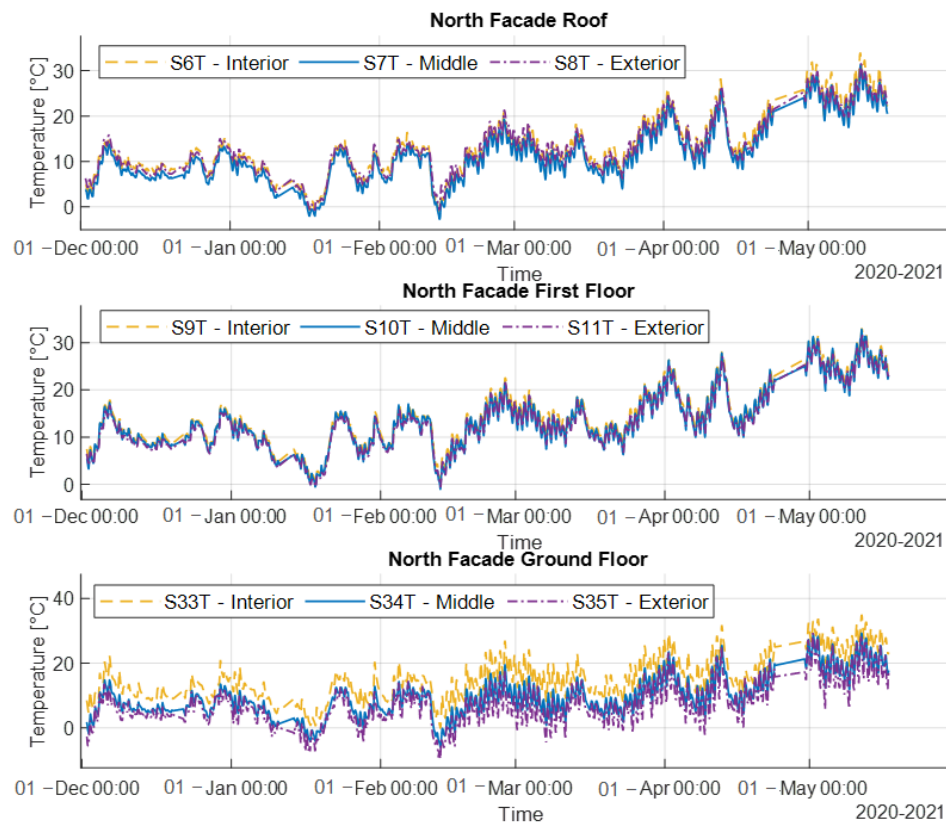 North Facade Roof
S6T - Interior S7T - Middle S8T - Exterior
Temperature [°C]
30
20
10
0
01 –Dec 00:00 01 –Jan 00:00 01 –Feb 00:00 01 –Mar 00:00 01 –Apr 00:00 01 –May 00:00
Time
2020-2021
North Facade First Floor
S9T - Interior S10T - Middle S11T - Exterior
Temperature [°C]
30
20
10
0
01 –Dec 00:00 01 –Jan 00:00 01 –Feb 00:00 01 –Mar 00:00 01 –Apr 00:00 01 –May 00:00
Time
2020-2021
North Facade Ground Floor
S33T - Interior S34T - Middle S35T - Exterior
Temperature [°C]
40
20
0
01 –Dec 00:00 01 –Jan 00:00 01 –Feb 00:00 01 –Mar 00:00 01 –Apr 00:00 01 –May 00:00
Time
2020-2021